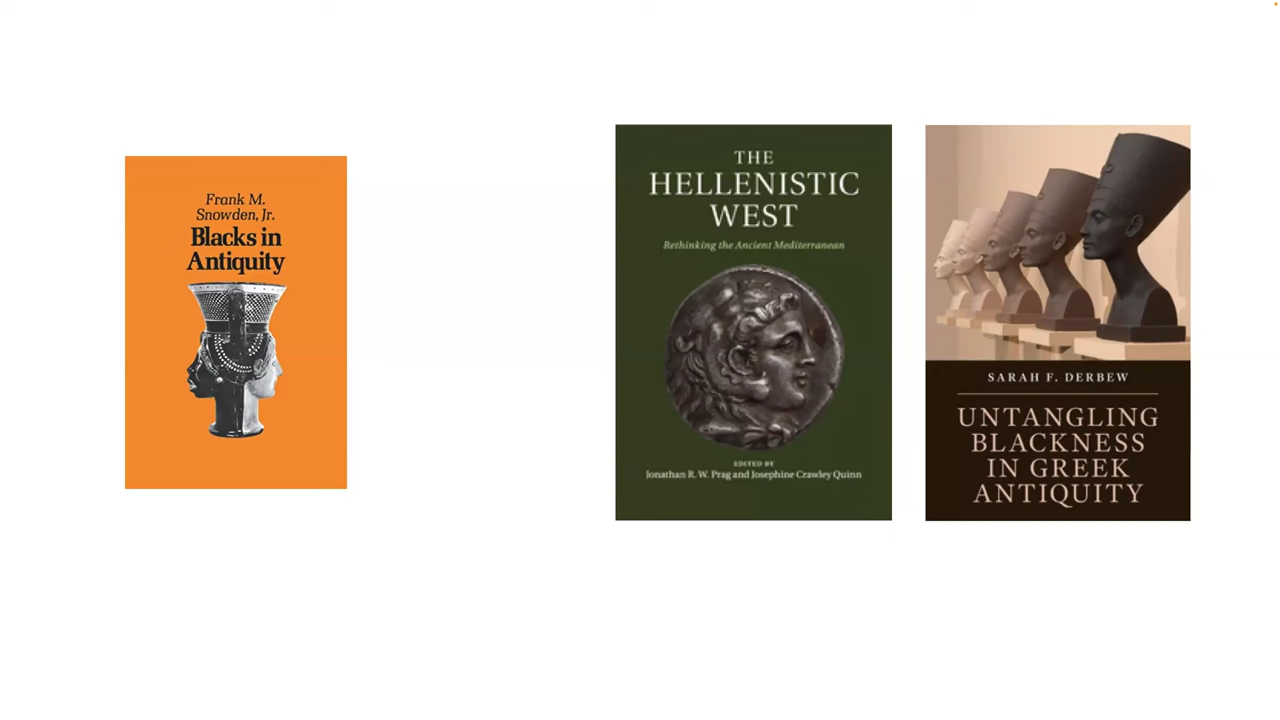 Frank M.
Snowden, Jr.
Blacks in
Antiquity
THE
HELLENISTIC
WEST
Rethinking the Ancient Mediterranean
EDITED BY
Jonathan R. W. Prag and Josephine Crawley Quinn
SARAH F. DERBEW
UNTANGLING
BLACKNESS
IN GREEK
ANTIQUITY